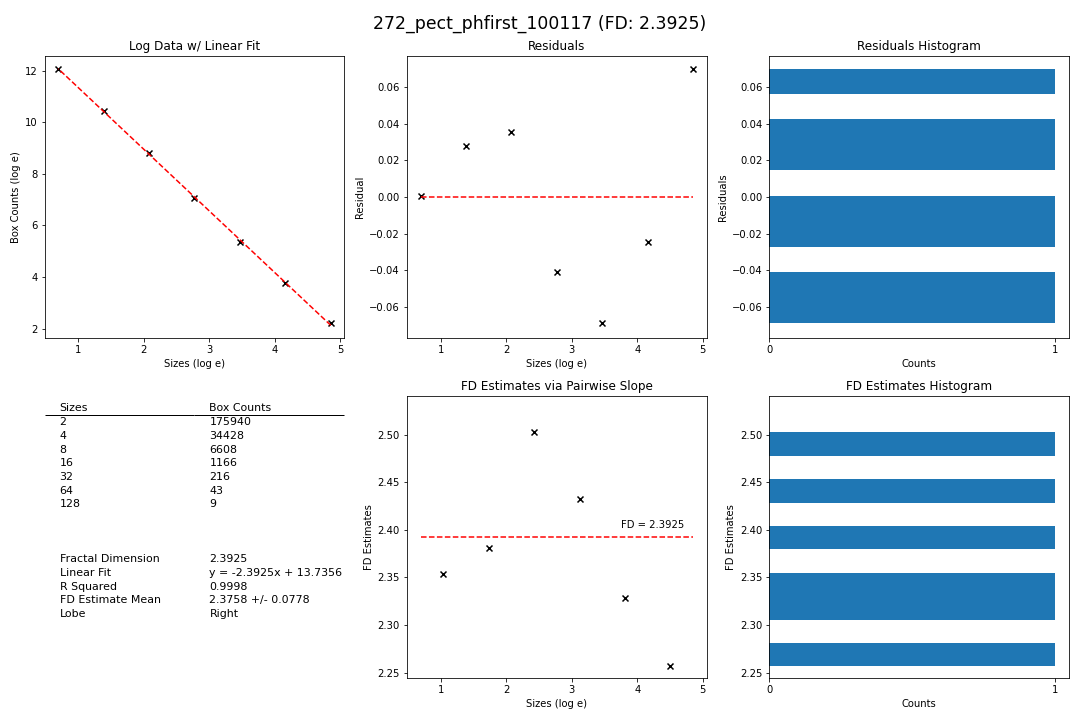 272_pect_phfirst_100117 (FD: 2.3925)
Log Data w/ Linear Fit
12
10
8
6
4
2
Box Counts (log e)
1 2 3 4 5
Sizes (log e)
Residuals
0.06
0.04
0.02
0.00
−0.02
−0.04
−0.06
Residual
1 2 3 4 5
Sizes (log e)
Residuals Histogram
0.06
0.04
0.02
0.00
−0.02
−0.04
−0.06
Residuals
0 1
Counts
Sizes Box Counts
2 175940
4 34428
8 6608
16 1166
32 216
64 43
128 9
Fractal Dimension 2.3925
Linear Fit y = -2.3925x + 13.7356
R Squared 0.9998
FD Estimate Mean 2.3758 +/- 0.0778
Lobe Right
FD Estimates via Pairwise Slope
2.50
2.45
2.40
2.35
2.30
2.25
FD Estimates
FD = 2.3925
1 2 3 4 5
Sizes (log e)
FD Estimates Histogram
2.50
2.45
2.40
2.35
2.30
2.25
FD Estimates
0 1
Counts